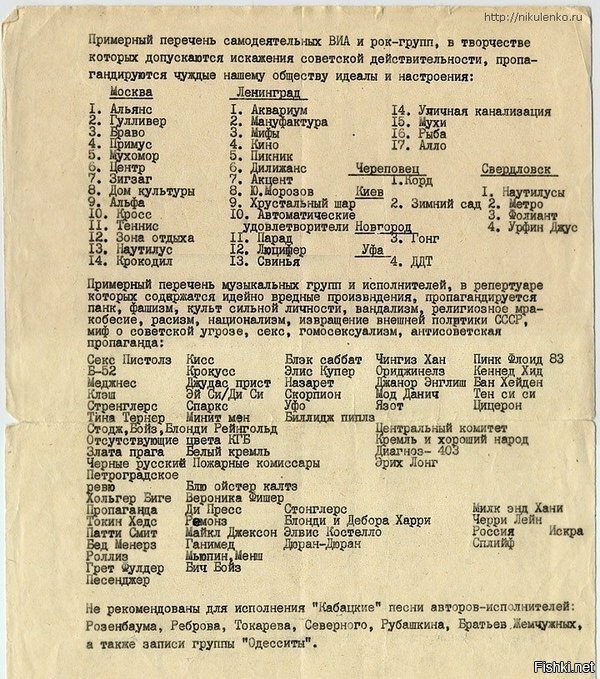 http://nikulenko.ru
Примерный перечень самодеятельных ВИА и рок-групп, в творчестве
которых допускаются искажения советской действительности, пропа-
гандируются чуждые нашему обществу идеалы и настроения:
Москва Ленинград
1. Альянс 1. Аквариум 14. Уличная канализация
2. Гулливер 2. Мануфактура 15. Мухи
3. Браво 3. Мифы 16. Рыба
4. Примус 4. Кино 17. Алло
5. Мухомор 5. Пикник
6. Центр 6. Дилижанс Череповец Свердловск
7. Зигзаг 7. Акцент 1. Корд
8. Дом культуры 8. Ю.Морозов Киев 1. Наутилусы
9. Альфа 9. Хрустальный шар 2. Зимний сад 2. Метро
10. Кросс 10. Автоматические 3. Фолиант
11. Теннис удовлетворители Новгород 4. Урфин Джус
12. Зона отдыха 11. Парад 3. Гонг
13. Наутилус 12. Люцифер Уфа
14. Крокодил 13. Свинья 4. ДДТ
Примерный перечень музыкальных групп и исполнителей, в репертуаре
которых содержатся идейно вредные произвндения, пропагандируется
панк, фашизм, культ сильной личности, вандализм, религиозное мра-
кобесие, расизм, национализм, извращение внешней политики СССР,
миф о советской угрозе, секс, гомосексуализм, антисоветская
пропаганда:
Секс Пистолз Кисс Блэк саббат Чингиз Хан Пинк Флоид 83
Б-52 Крокусс Элис Купер Ориджинелз Кеннед Хид
Меджнес Джудас прист Назарет Джанор Энглиш Ван Хейден
Клэш Эй Си/Ди Си Скорпион Мод Данич Тен си си
Стренглерс Спаркс Уфо Язот Цицерон
Тина Тернер Минит мен Биллидж пиплз
Стодж,Бойз,Блонди Рейнгольд Центральный комитет
Отсутствующие цвета КГБ Кремль и хороший народ
Злата прага Белый кремль Диагноз- 403
Черные русский Пожарные комиссары Эрих Лонг
Петроградское
ревю Блю ойстер калтз
Хольгер Биге Вероника Фишер
Пропаганда Ди Пресс Стонглерс Милк энд Хани
Токин Хедс Ремонз Блонди и Дебора Харри Черри Лейн
Патти Смит Майкл Джексон Элвис Костелло Россия Искра
Бед Менерз Ганимед Дюран-Дюран Сплийф
Роллиз Мьюпин,Менш
Грет Фулдер Вич Бойз
Песенджер
Не рекомендованы для исполнения "Кабацкие" песни авторов-исполнителей:
Розенбаума, Реброва, Токарева, Северного, Рубашкина, Братьев Жемчужных,
а также записи группы "Одесситы".
Fishki.net